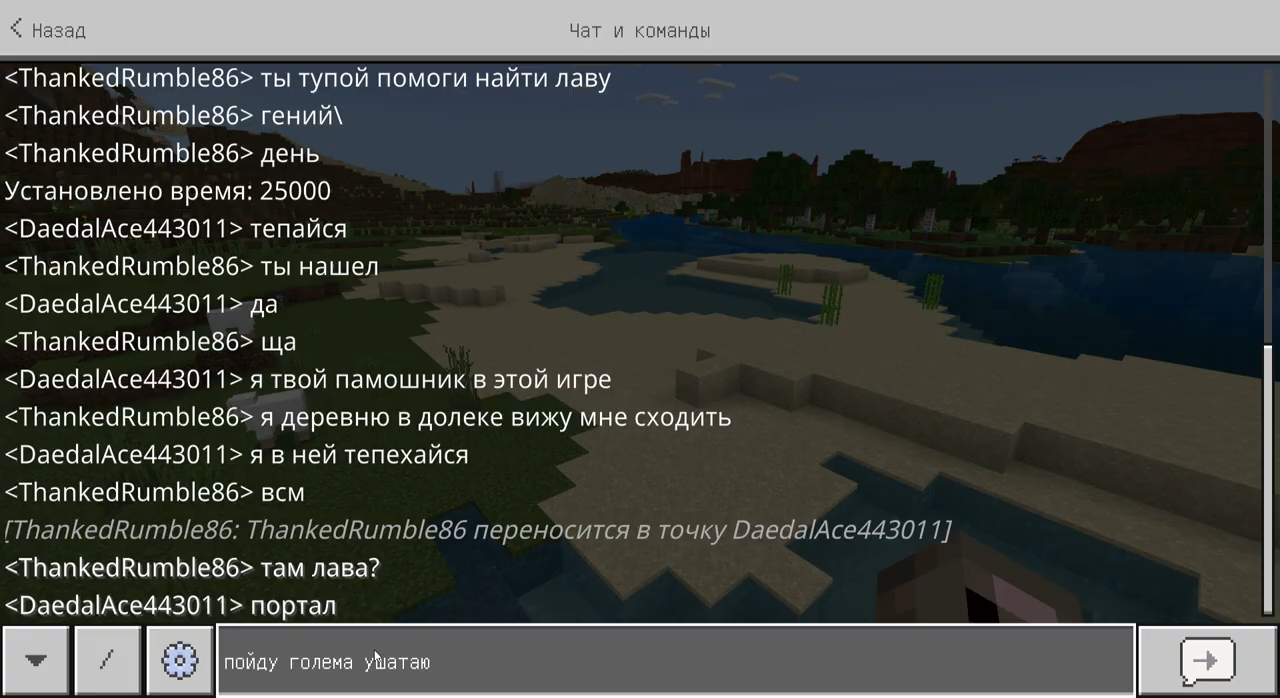 Назад
Чат и команды
<ThankedRumble86> ты тупой помоги найти лаву
<ThankedRumble86> гений\
<ThankedRumble86> день
Установлено время: 25000
<DaedalAce443011> тепайся
<ThankedRumble86> ты нашел
<DaedalAce443011> да
<ThankedRumble86> ща
<DaedalAce443011> я твой памошник в этой игре
<ThankedRumble86> я деревню в долеке вижу мне сходить
<DaedalAce443011> я в ней тепехайся
<ThankedRumble86> всм
[ThankedRumble86: ThankedRumble86 переносится в точку DaedalAce443011]
<ThankedRumble86> там лава?
<DaedalAce443011> портал
/
пойду голема ушатаю